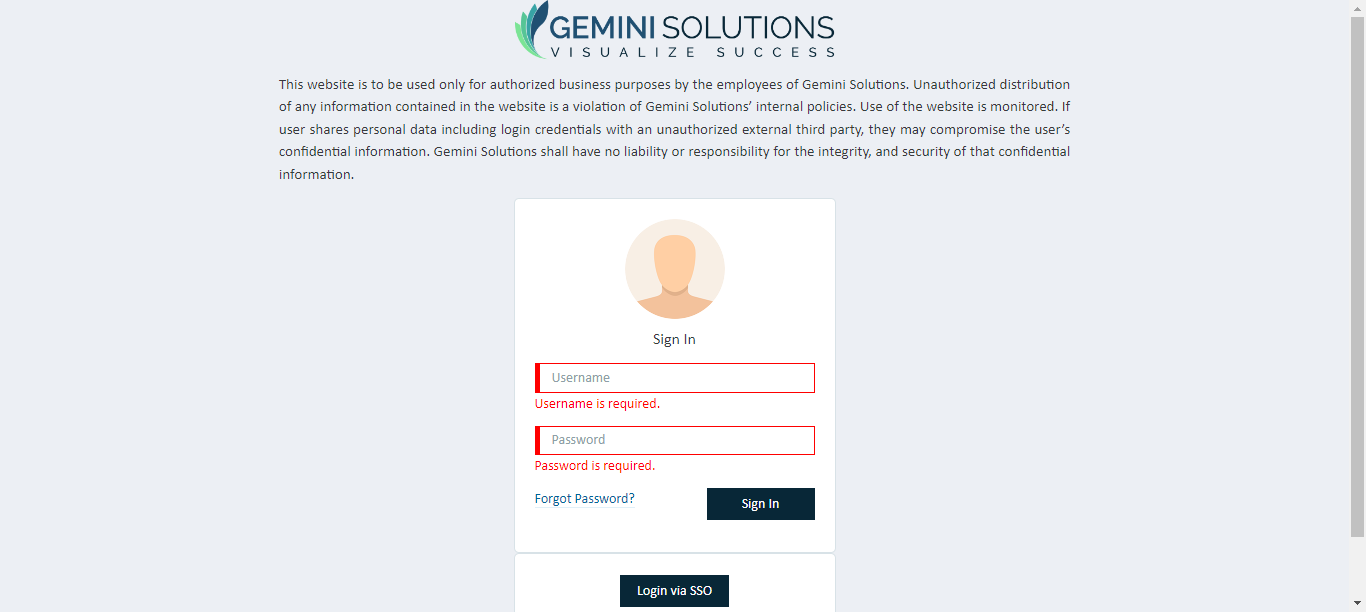 GEMINI SOLUTIONS
VISUALIZE SUCCESS
This website is to be used only for authorized business purposes by the employees of Gemini Solutions. Unauthorized distribution
of any information contained in the website is a violation of Gemini Solutions’ internal policies. Use of the website is monitored. If
user shares personal data including login credentials with an unauthorized external third party, they may compromise the user’s
confidential information. Gemini Solutions shall have no liability or responsibility for the integrity, and security of that confidential
information.
Sign In
Username
Username is required.
Password
Password is required.
Forgot Password?
Sign In
Login via SSO